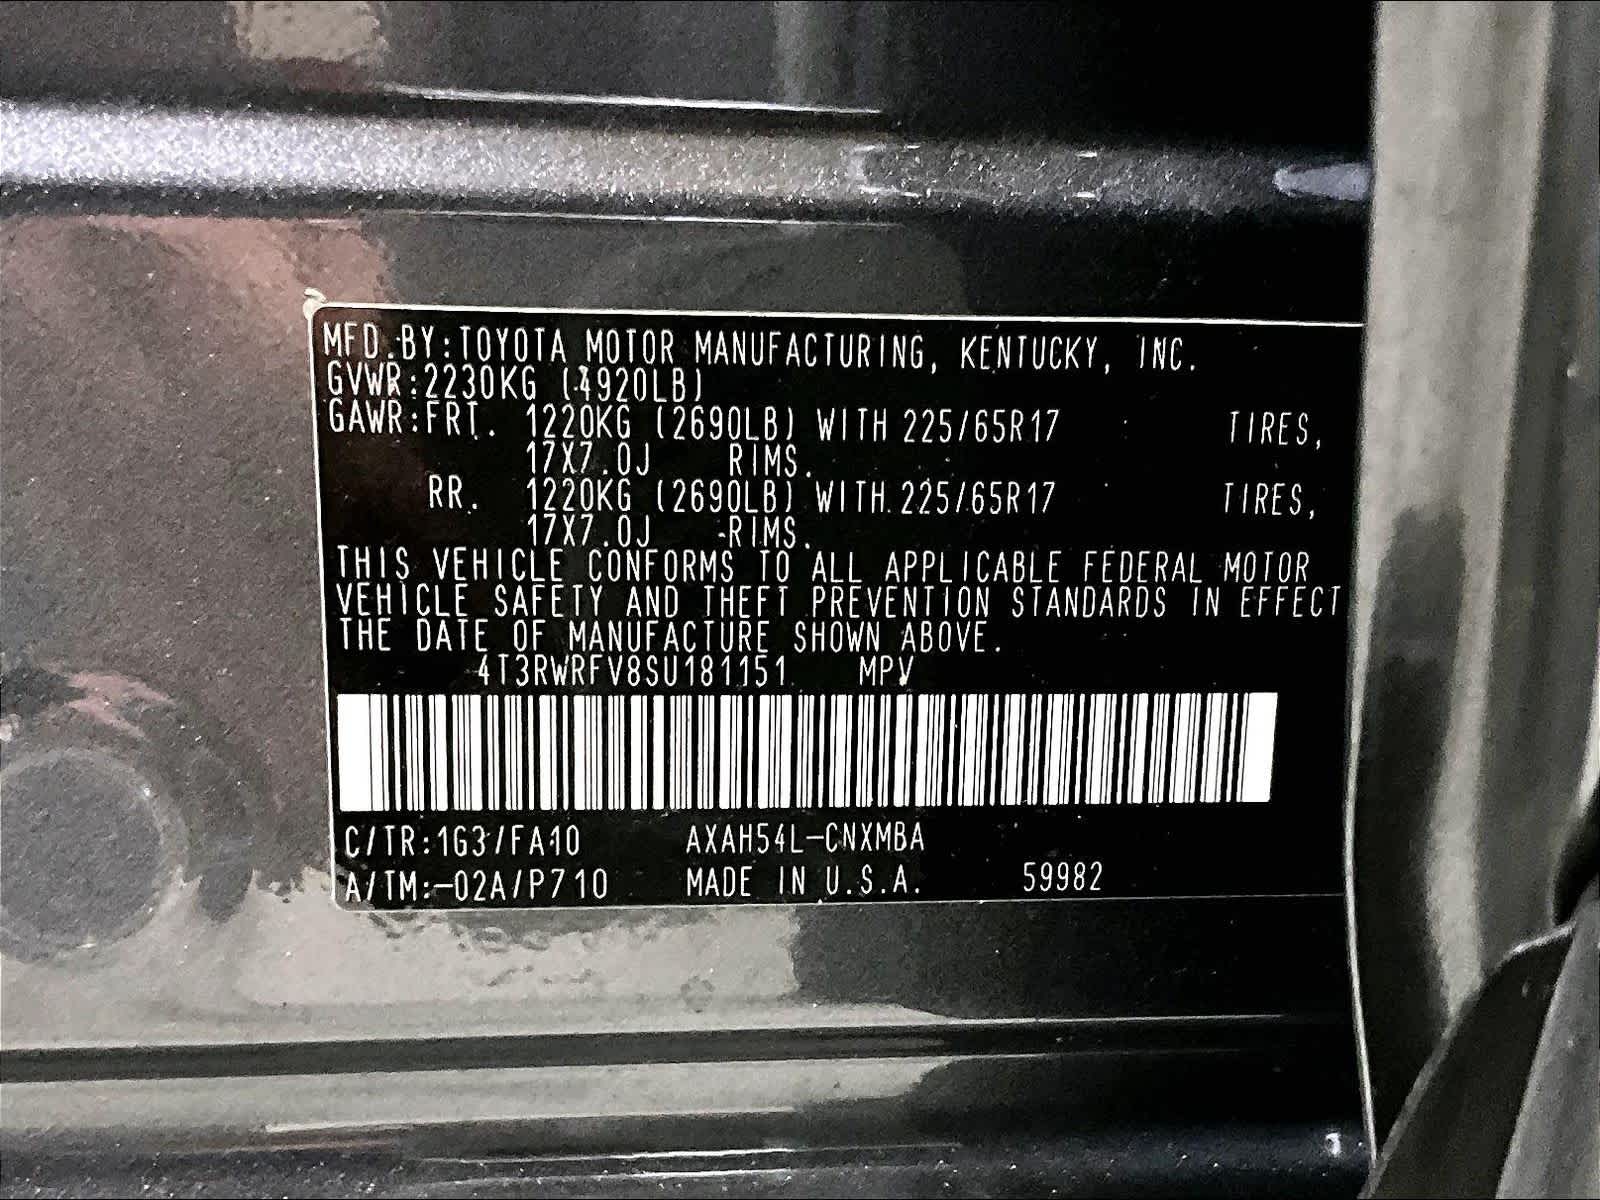 MFD.BY:TOYOTA MOTOR MANUFACTURING, KENTUCKY, INC.
GVWR:2230KG (4920LB)
GAWR:FRT. 1220KG (2690LB) WITH 225/65R17 TIRES,
17X7.0J RIMS.
RR. 1220KG (2690LB) WITH 225/65R17 TIRES,
17X7.0J RIMS.
THIS VEHICLE CONFORMS TO ALL APPLICABLE FEDERAL MOTOR
VEHICLE SAFETY AND THEFT PREVENTION STANDARDS IN EFFECT
THE DATE OF MANUFACTURE SHOWN ABOVE.
4T3RWRFV8SU181151 MPV
C/TR:1G3/FA10 AXAH54L-CNXMBA
A/TM:-02A/P710 MADE IN U.S.A. 59982